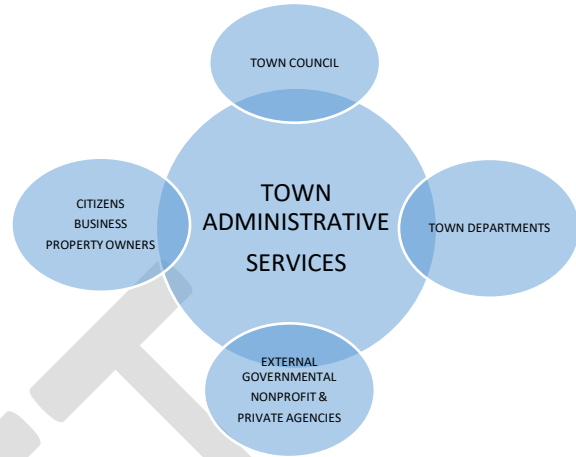 TOWN COUNCIL
TOWN
ADMINISTRATIVE
SERVICES
CITIZENS
BUSINESS
PROPERTY OWNERS
TOWN DEPARTMENTS
EXTERNAL
GOVERNMENTAL
NONPROFIT &
PRIVATE AGENCIES